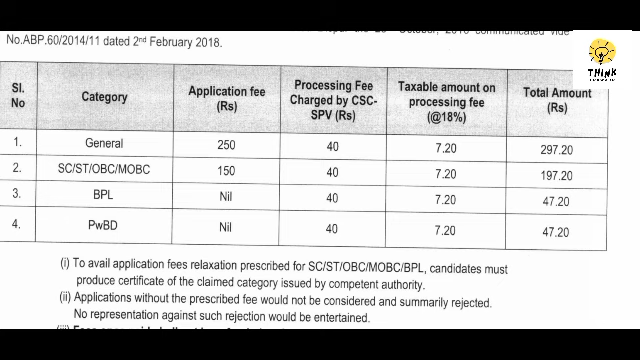 2018 communicated vide
No.ABP.60/2014/11 dated 2nd February 2018.
THINK
Sl. No | Category | Application fee (Rs) | Processing Fee Charged by CSC-SPV (Rs) | Taxable amount on processing fee (@18%) | Total Amount (Rs)
1. | General | 250 | 40 | 7.20 | 297.20
2. | SC/ST/OBC/MOBC | 150 | 40 | 7.20 | 197.20
3. | BPL | Nil | 40 | 7.20 | 47.20
4. | PwBD | Nil | 40 | 7.20 | 47.20
(i) To avail application fees relaxation prescribed for SC/ST/OBC/MOBC/BPL, candidates must
produce certificate of the claimed category issued by competent authority.
(ii) Applications without the prescribed fee would not be considered and summarily rejected.
No representation against such rejection would be entertained.